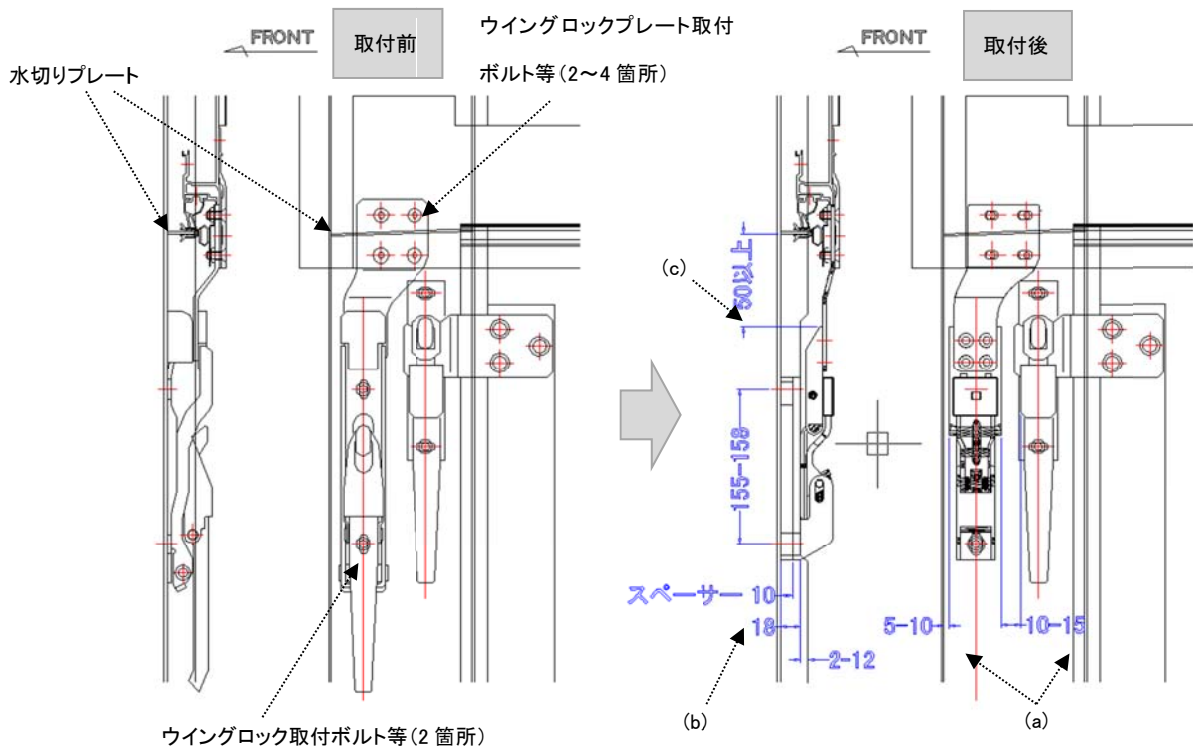 FRONT
取付前
ウイングロックプレート取付
ボルト等（2～4 箇所）
水切りプレート
FRONT
取付後
(c)
50以上
155-158
スペーサー 10
18
2-12
5-10
10-15
(b)
(a)
ウイングロック取付ボルト等（2 箇所）